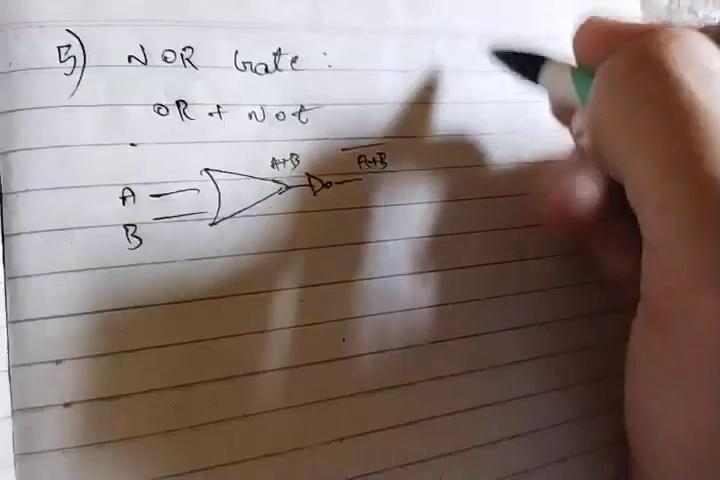 5) NOR Gate :
OR + Not
A+B
A+B
A
B